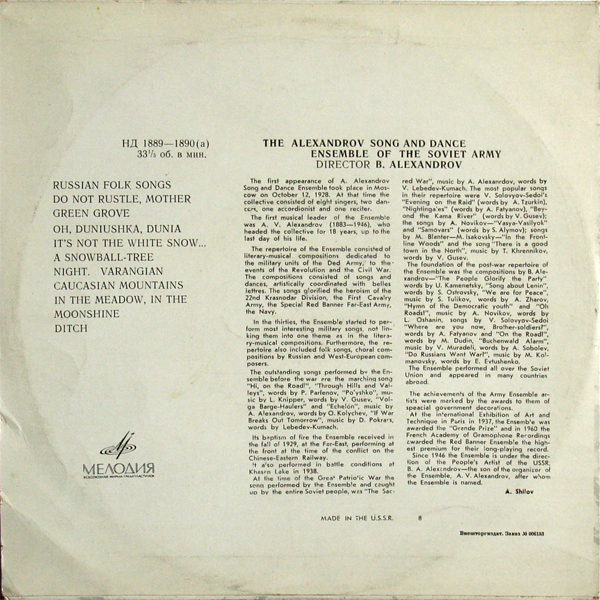 НД 1889—1890(a)
33⅓ об. в мин.
RUSSIAN FOLK SONGS
DO NOT RUSTLE, MOTHER
GREEN GROVE
OH, DUNIUSHKA, DUNIA
IT'S NOT THE WHITE SNOW...
A SNOWBALL-TREE
NIGHT. VARANGIAN
CAUCASIAN MOUNTAINS
IN THE MEADOW, IN THE
MOONSHINE
DITCH
МЕЛОДИЯ
ВСЕСОЮЗНАЯ ФИРМА ГРАМПЛАСТИНОК
THE ALEXANDROV SONG AND DANCE
ENSEMBLE OF THE SOVIET ARMY
DIRECTOR B. ALEXANDROV
The first appearance of A. Alexandrov
Song and Dance Ensemble took place in Mos-
cow on October 12, 1928. At that time the
collective consisted of eight singers, two dan-
cers, one accordionist and one reciter.
The first musical leader of the Ensemble
was A. V. Alexandrov (1883—1946), who
headed the collective for 18 years, up to the
last day of his life.
The repertoire of the Ensemble consisted of
literary-musical compositions dedicated to
the military units of the Ded Army, to the
events of the Revolution and the Civil War.
The compositions consisted of songs and
dances, artistically coordinated with belles
lettres. The songs glorified the heroism of the
22nd Krasnodar Division, the First Cavalry
Army, the Special Red Banner Far-East Army,
the Navy.
In the thirties, the Ensemble started to per-
form most interesting military songs, not lin-
king them into one theme as in the litera-
ry-musical compositions. Furthermore, the re-
pertoire also included folk songs, choral com-
positions by Russian and West-European com-
posers.
The outstanding songs performed by the En-
semble before the war were the marching song
"Hi, on the Road!", "Through Hills and Val-
leys", words by P. Parfenov, "Po'yushko", mu-
sic by L. Knipper, words by V. Gusev, "Vol-
ga Barge-Haulers" and "Echelon", music by
A. Alexandrov, words by O. Kolychev, "If War
Breaks Out Tomorrow", music by D. Pokrars,
words by Lebedev-Kumach.
Its baptism of fire the Ensemble received in
the fall of 1929, at the Far-East, performing at
the front at the time of the conflict on the
Chinese-Eastern Railway.
It also performed in battle conditions at
Khasan Lake in 1938.
At the time of the Great Patriotic War the
songs performed by the Ensemble and caught
up by the entire Soviet people, was "The Sac-
red War", music by A. Alexandrov, words by
V. Lebedev-Kumach. The most popular songs
in their repertoire were V. Solovyov-Sedoi's
"Evening on the Raid" (words by A. Tzurkin),
"Nightingales" (words by A. Fatyanov), "Bey-
ond the Kama River" (words by V. Gusev);
the songs by A. Novikov—"Vasya-Vasilyok"
and "Samovars" (words by S. Alymov); songs
by M. Blanter—M. Isakovsky—"In the Front-
line Woods" and the song "There is a good
town in the North", music by T. Khrennikov,
words by V. Gusev.
The foundation of the post-war repertoire of
the Ensemble was the compositions by B. Ale-
xandrov—"The People Glorify the Party"
words by U. Kamenetsky, "Song about Lenin",
words by S. Ostrovsky, "We are for Peace"
music by S. Tulikov, words by A. Zharov,
"Hymn of the Democratic youth" and "Oh
Roads!", music by A. Novikov, words by
L. Oshanin, songs by V. Solovyov-Sedoi
"Where are you now, Brother-soldiers?",
words by A. Fatyanov and "On the Road!"
words by M. Dudin, "Buchenwald Alarm",
music by V. Muradeli, words by A. Sobolev,
"Do Russians Want War?", music by M. Kol-
manovsky, words by E. Evtushenko.
The Ensemble performed all over the Soviet
Union and appeared in many countries
abroad.
The achievements of the Army Ensemble ar-
tists were marked by the awards to them of
speacial government decorations.
At the International Exhibition of Art and
Technique in Paris in 1937, the Ensemble was
awarded the "Grande Prize" and in 1960 the
French Academy of Gramophone Recordings
awarded the Red Banner Ensemble the high-
est premium for their long-playing record.
Since 1946 the Ensemble is under the direc-
tion of the People's Artist of the USSR,
B. A. Alexandrov—the son of the organizer of
the Ensemble, A. V. Alexandrov, after whom
the Ensemble is named.
A. Shilov
MADE IN THE U.S.S.R. 8
Внешторгиздат. Заказ № 006183